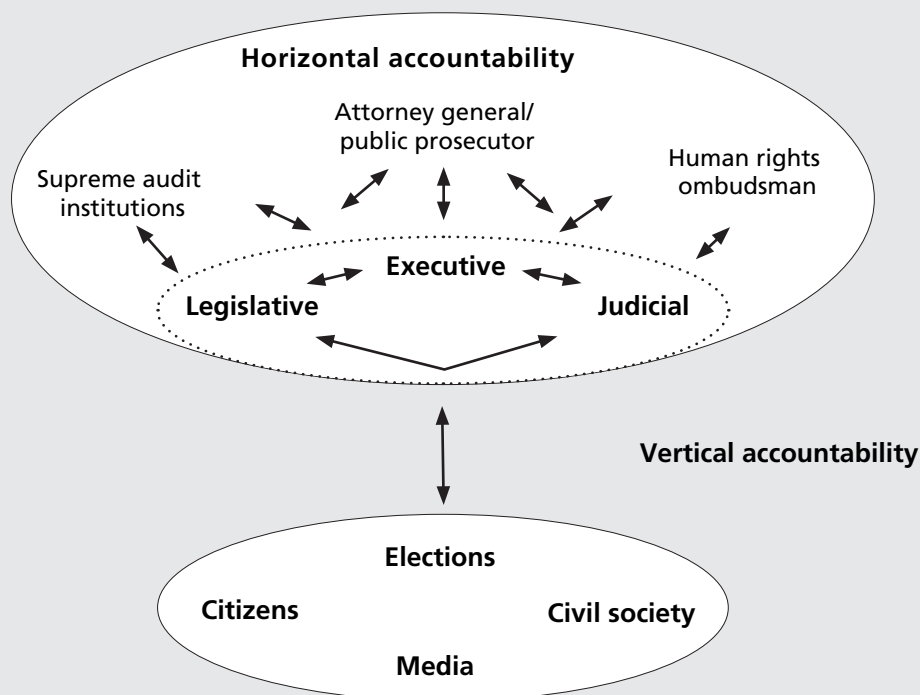 Horizontal accountability
Attorney general/
public prosecutor
Supreme audit
institutions
Human rights
ombudsman
Executive
Legislative
Judicial
Vertical accountability
Elections
Citizens
Civil society
Media